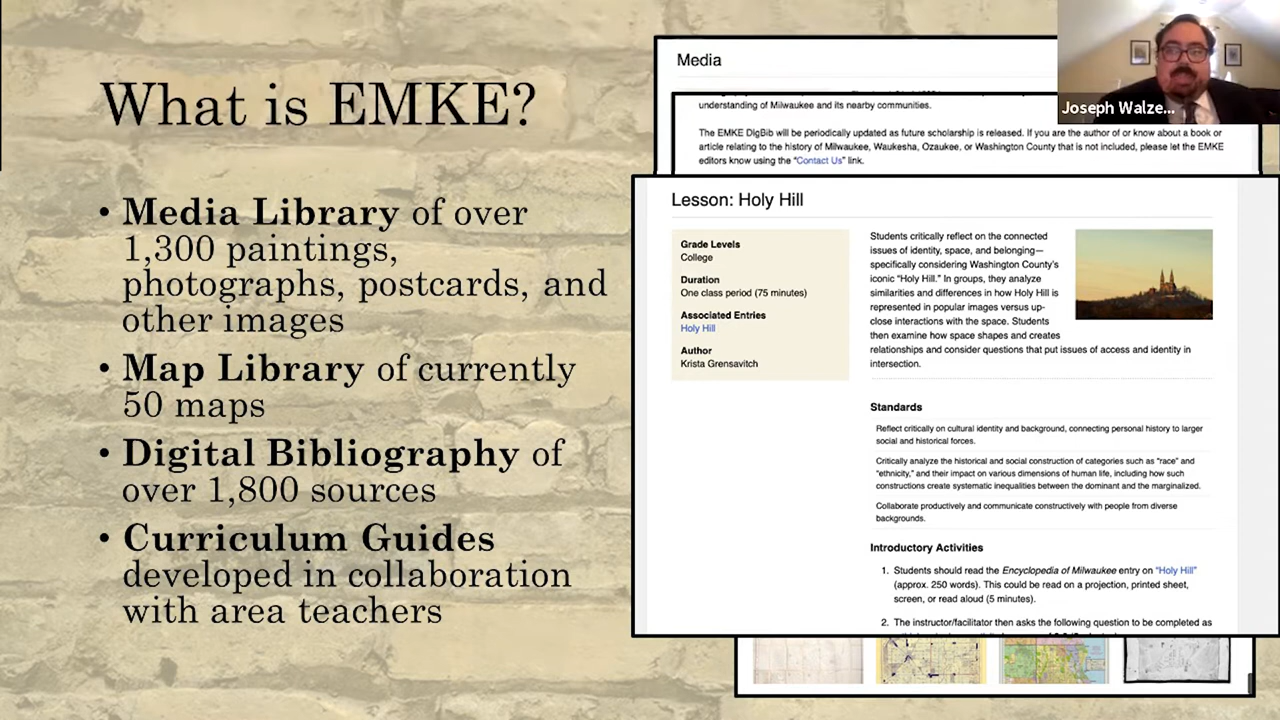 What is EMKE?
• Media Library of over
1,300 paintings,
photographs, postcards, and
other images
• Map Library of currently
50 maps
• Digital Bibliography of
over 1,800 sources
• Curriculum Guides
developed in collaboration
with area teachers
Media
understanding of Milwaukee and its nearby communities.
The EMKE DigBib will be periodically updated as future scholarship is released. If you are the author of or know about a book or
article relating to the history of Milwaukee, Waukesha, Ozaukee, or Washington County that is not included, please let the EMKE
editors know using the “Contact Us” link.
Joseph Walze...
Lesson: Holy Hill
Grade Levels
College
Duration
One class period (75 minutes)
Associated Entries
Holy Hill
Author
Krista Grensavitch
Students critically reflect on the connected
issues of identity, space, and belonging—
specifically considering Washington County’s
iconic “Holy Hill.” In groups, they analyze
similarities and differences in how Holy Hill is
represented in popular images versus up-
close interactions with the space. Students
then examine how space shapes and creates
relationships and consider questions that put issues of access and identity in
intersection.
Standards
Reflect critically on cultural identity and background, connecting personal history to larger
social and historical forces.
Critically analyze the historical and social construction of categories such as “race” and
“ethnicity,” and their impact on various dimensions of human life, including how such
constructions create systematic inequalities between the dominant and the marginalized.
Collaborate productively and communicate constructively with people from diverse
backgrounds.
Introductory Activities
1. Students should read the Encyclopedia of Milwaukee entry on “Holy Hill”
(approx. 250 words). This could be read on a projection, printed sheet,
screen, or read aloud (5 minutes).
2. The instructor/facilitator then asks the following question to be completed as